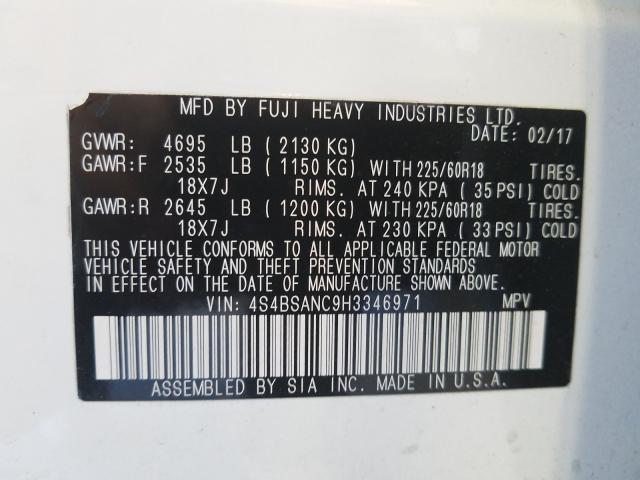 MFD BY FUJI HEAVY INDUSTRIES LTD.
DATE: 02/17
GVWR: 4695 LB ( 2130 KG)
GAWR:F 2535 LB ( 1150 KG) WITH 225/60R18 TIRES.
18X7J RIMS. AT 240 KPA ( 35 PSI) COLD
GAWR:R 2645 LB ( 1200 KG) WITH 225/60R18 TIRES.
18X7J RIMS. AT 230 KPA ( 33 PSI) COLD
THIS VEHICLE CONFORMS TO ALL APPLICABLE FEDERAL MOTOR
VEHICLE SAFETY AND THEFT PREVENTION STANDARDS
IN EFFECT ON THE DATE OF MANUFACTURE SHOWN ABOVE.
VIN: 4S4BSANC9H3346971 MPV
ASSEMBLED BY SIA INC. MADE IN U.S.A.